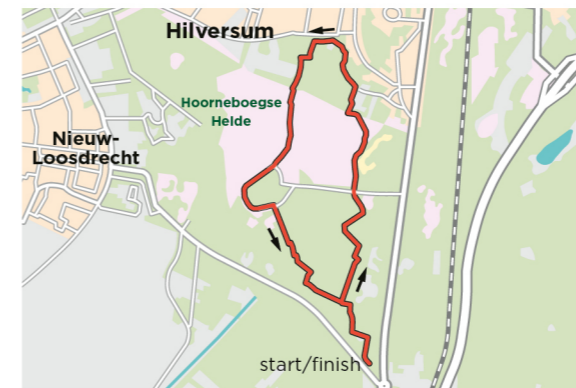 Hilversum
Hoorneboegse
Heide
Nieuw-
Loosdrecht
start/finish